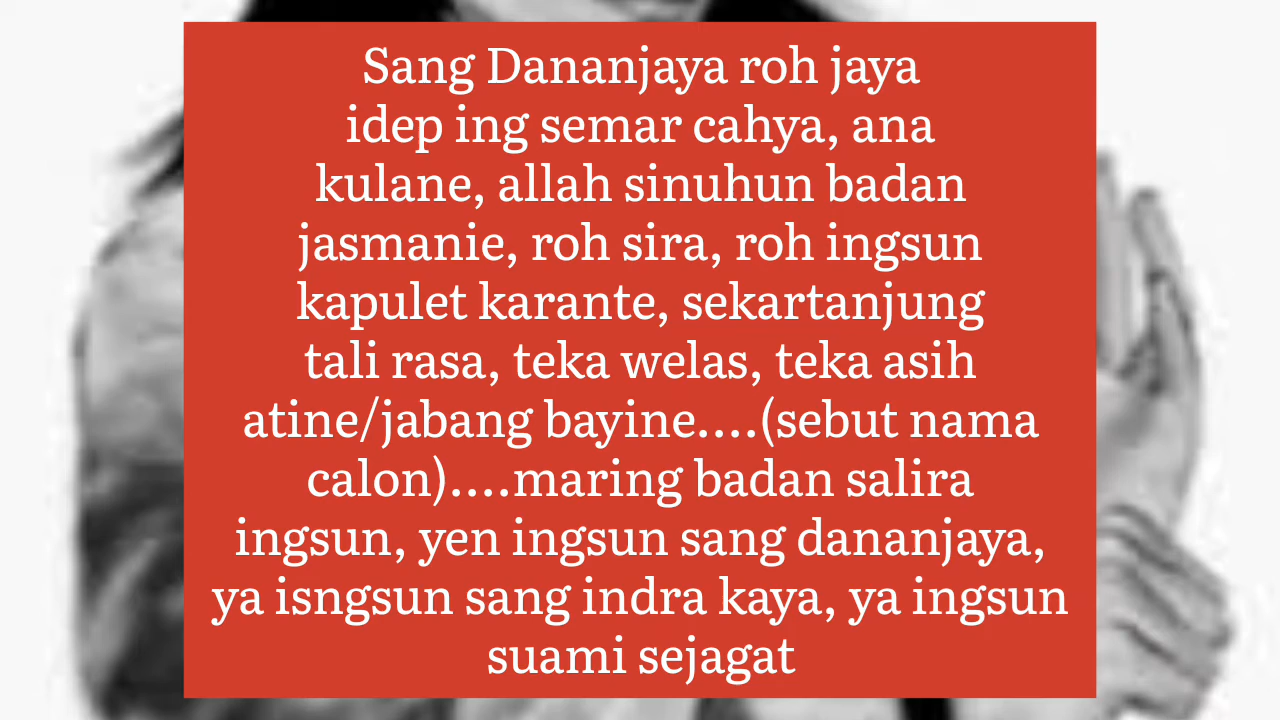 Sang Dananjaya roh jaya
idep ing semar cahya, ana
kulane, allah sinuhun badan
jasmanie, roh sira, roh ingsun
kapulet karante, sekartanjung
tali rasa, teka welas, teka asih
atine/jabang bayine....(sebut nama
calon)....maring badan salira
ingsun, yen ingsun sang dananjaya,
ya isngsun sang indra kaya, ya ingsun
suami sejagat